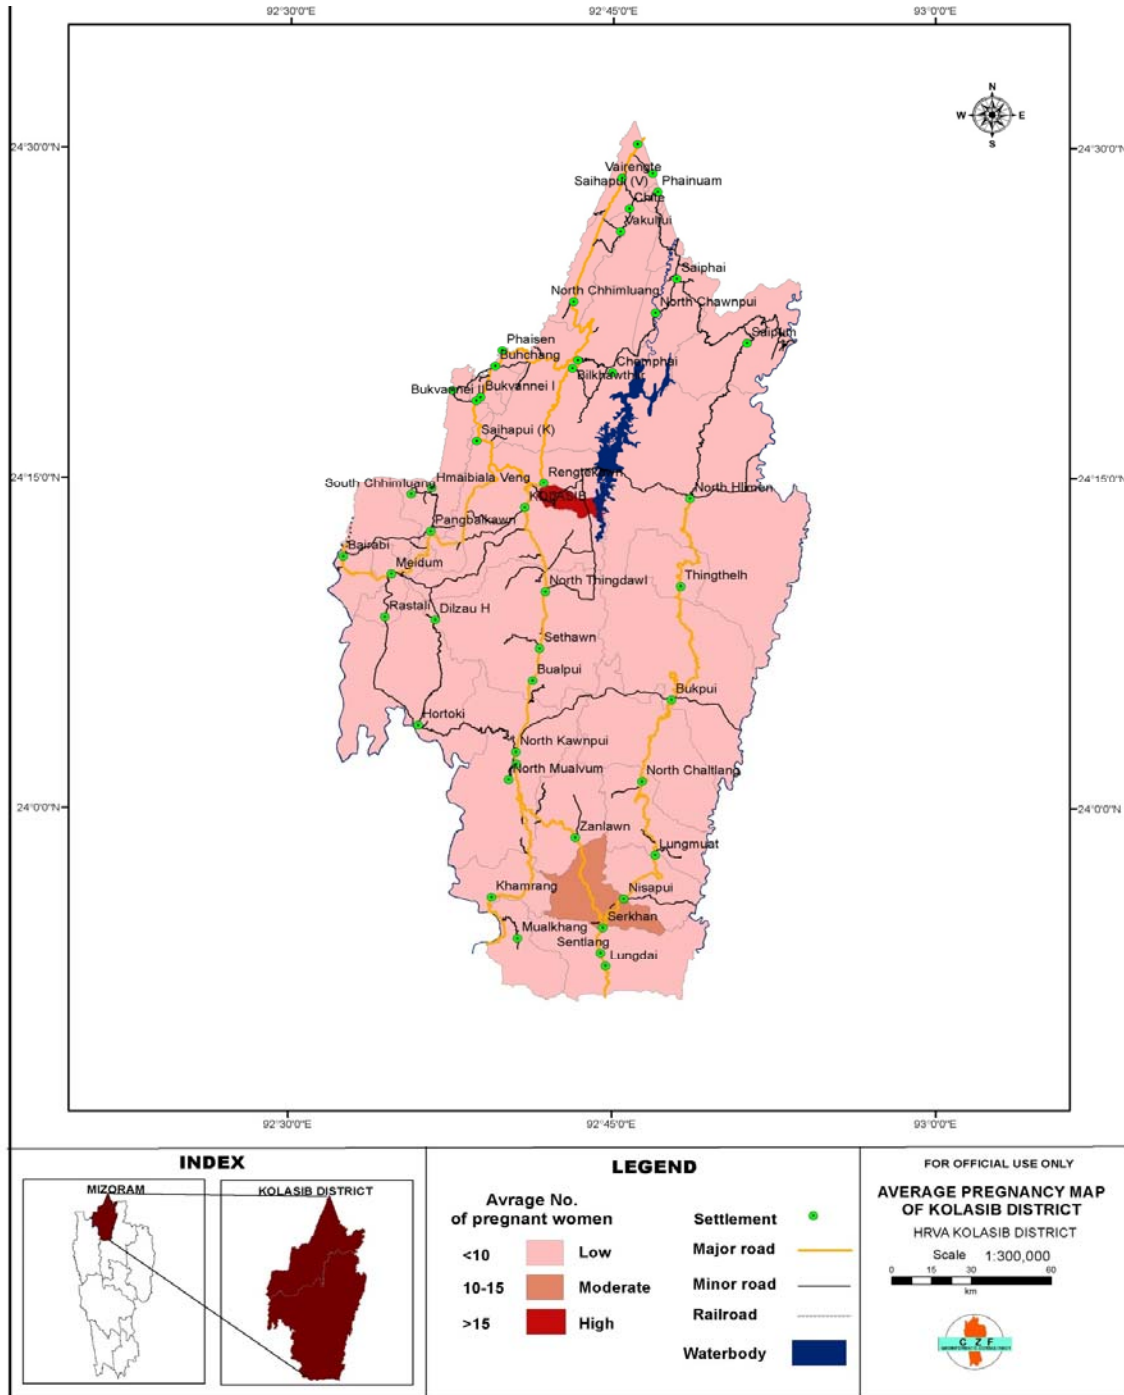 92°30'0"E
92°45'0"E
93°0'0"E
N
W
E
S
24°30'0"N
24°30'0"N
Vairengte
Saihapui (V)
Phainuam
Chite
Vakultui
Saiphai
North Chhimluang
North Chawnpui
Saipum
Phaisen
Buhchang
Chemphai
Bilkhawthlir
Bukvannei II
Bukvannei I
Saihapui (K)
24°15'0"N
24°15'0"N
Hmaibiala Veng
Rengtekawn
South Chhimluang
KOLASIB
North Hlimen
Pangbalkawn
Bairabi
Meidum
North Thingdawl
Thingthelh
Rastali
Dilzau H
Sethawn
Bualpui
Bukpui
Hortoki
North Kawnpui
North Mualvum
North Chaltlang
24°0'0"N
24°0'0"N
Zanlawn
Lungmuat
Khamrang
Nisapui
Serkhan
Mualkhang
Sentlang
Lungdai
92°30'0"E
92°45'0"E
93°0'0"E
INDEX
MIZORAM
KOLASIB DISTRICT
LEGEND
Avrage No.
of pregnant women
<10 Low
10-15 Moderate
>15 High
Settlement
Major road
Minor road
Railroad
Waterbody
FOR OFFICIAL USE ONLY
AVERAGE PREGNANCY MAP
OF KOLASIB DISTRICT
HRVA KOLASIB DISTRICT
Scale 1:300,000
0 15 30 60
km
C Z F